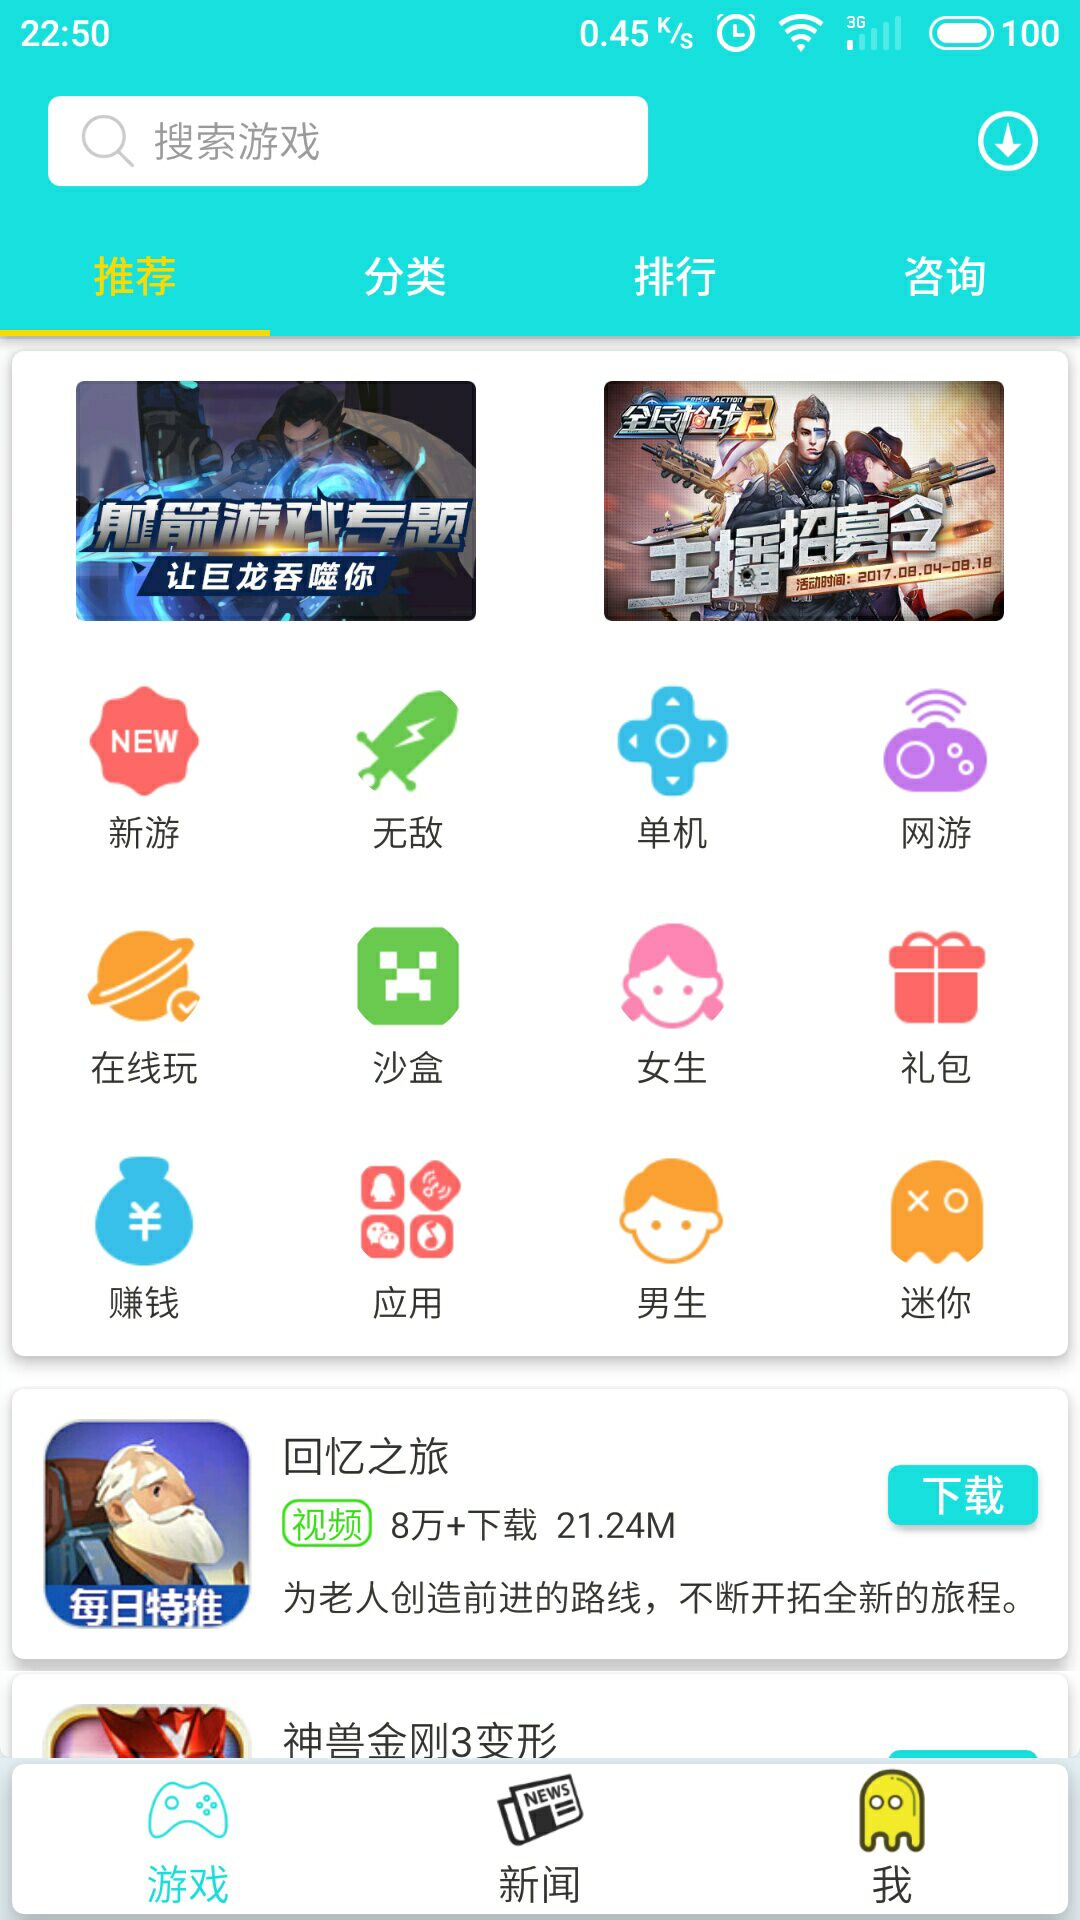 22:50 0.45 K/s 3G 100
搜索游戏
推荐 分类 排行 咨询
射箭游戏专题
让巨龙吞噬你
CRISIS ACTION
全民枪战2
主播招募令
活动时间：2017.08.04-08.18
NEW
新游 无敌 单机 网游
在线玩 沙盒 女生 礼包
¥
赚钱 应用 男生 迷你
回忆之旅
视频 8万+下载 21.24M
下载
为老人创造前进的路线，不断开拓全新的旅程。
每日特推
神兽金刚3变形
NEWS
游戏 新闻 我